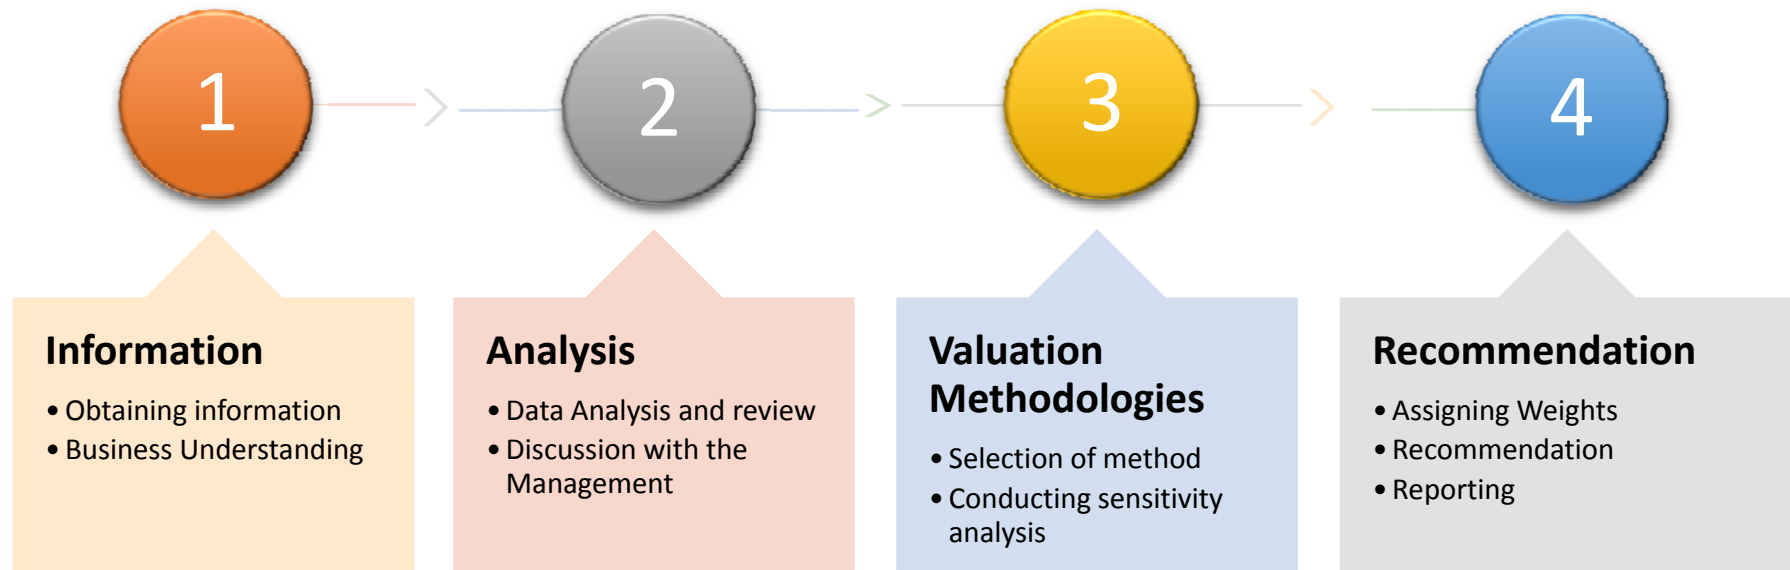 1
2
3
4
Information
• Obtaining information
• Business Understanding
Analysis
• Data Analysis and review
• Discussion with the
Management
Valuation
Methodologies
• Selection of method
• Conducting sensitivity
analysis
Recommendation
• Assigning Weights
• Recommendation
• Reporting